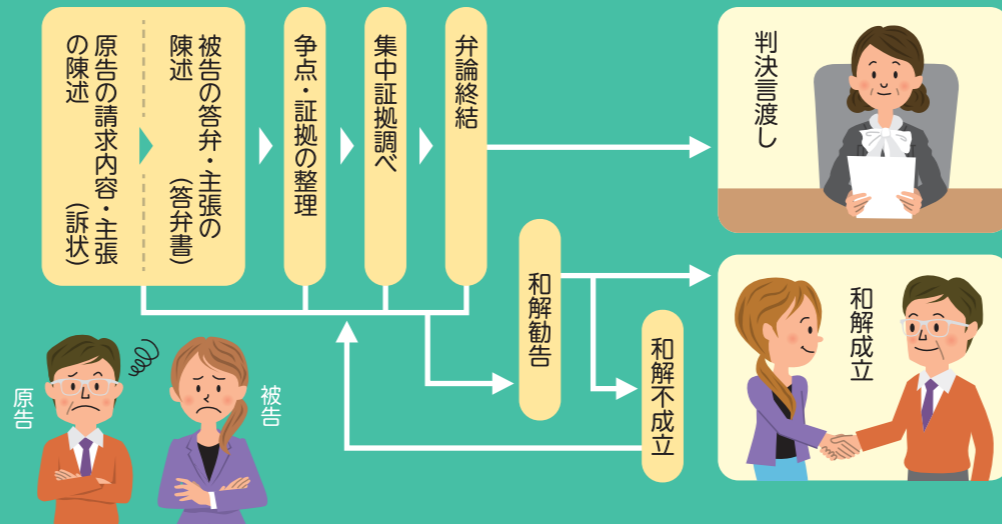 原告の請求内容・主張
の陳述　　　　（訴状）
被告の答弁・主張の
陳述　　　（答弁書）
争点・証拠の整理
集中証拠調べ
弁論終結
判決言渡し
和解勧告
和解不成立
和解成立
原告
被告